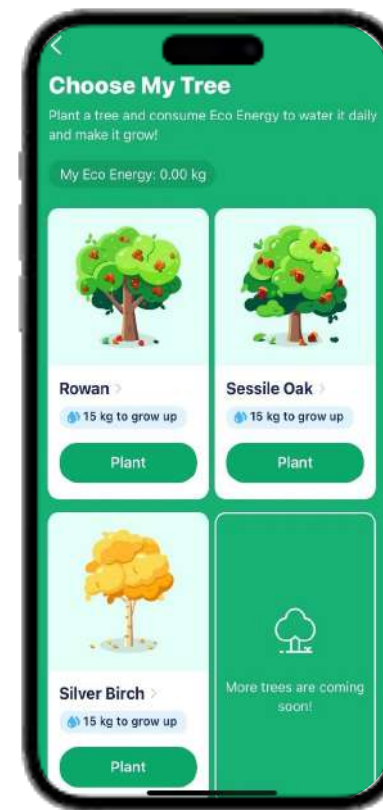 Choose My Tree
Plant a tree and consume Eco Energy to water it daily
and make it grow!
My Eco Energy: 0.00 kg
Rowan
Sessile Oak
15 kg to grow up
15 kg to grow up
Plant
Plant
Silver Birch
15 kg to grow up
Plant
More trees are coming
soon!